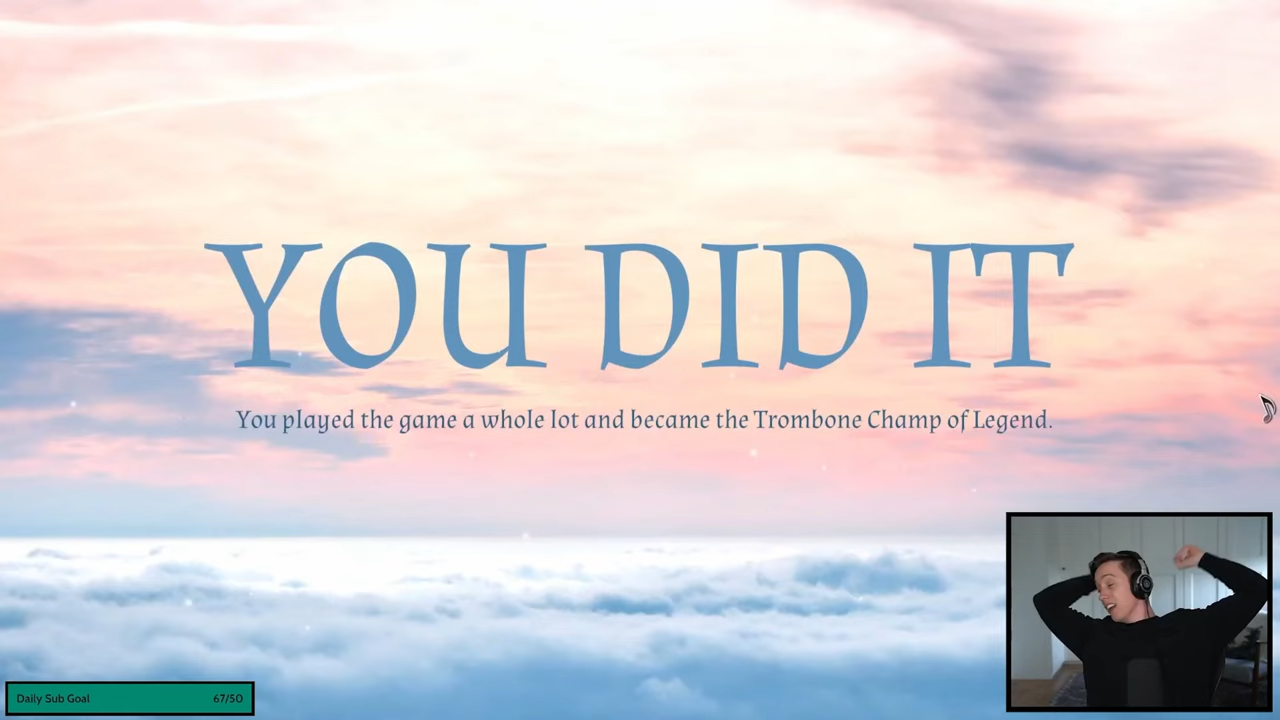 YOU DID IT
You played the game a whole lot and became the Trombone Champ of Legend.
Daily Sub Goal 67/50